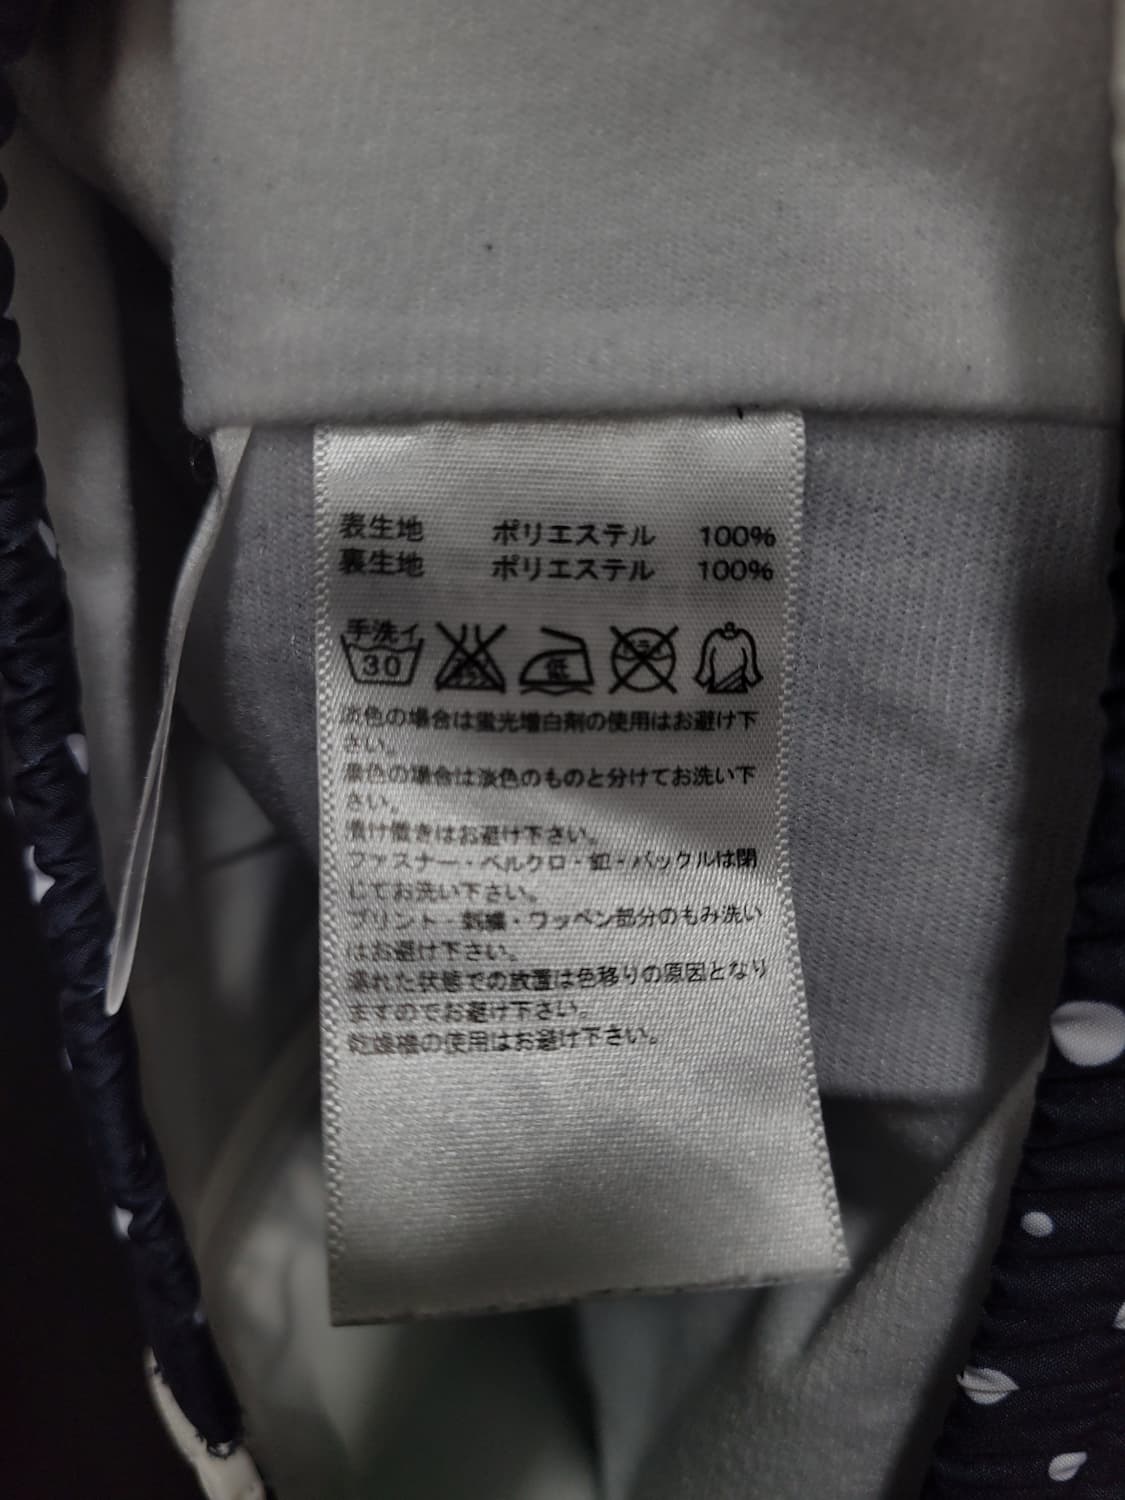 表生地 ポリエステル 100%
裏生地 ポリエステル 100%
手洗イ
30
低
淡色の場合は蛍光増白剤の使用はお避け下
さい。
濃色の場合は淡色のものと分けてお洗い下
さい。
漬け置きはお避け下さい。
ファスナー・ベルクロ・釦・バックルは閉
じてお洗い下さい。
プリント・刺繍・ワッペン部分のもみ洗い
はお避け下さい。
濡れた状態での放置は色移りの原因となり
ますのでお避け下さい。
乾燥機の使用はお避け下さい。